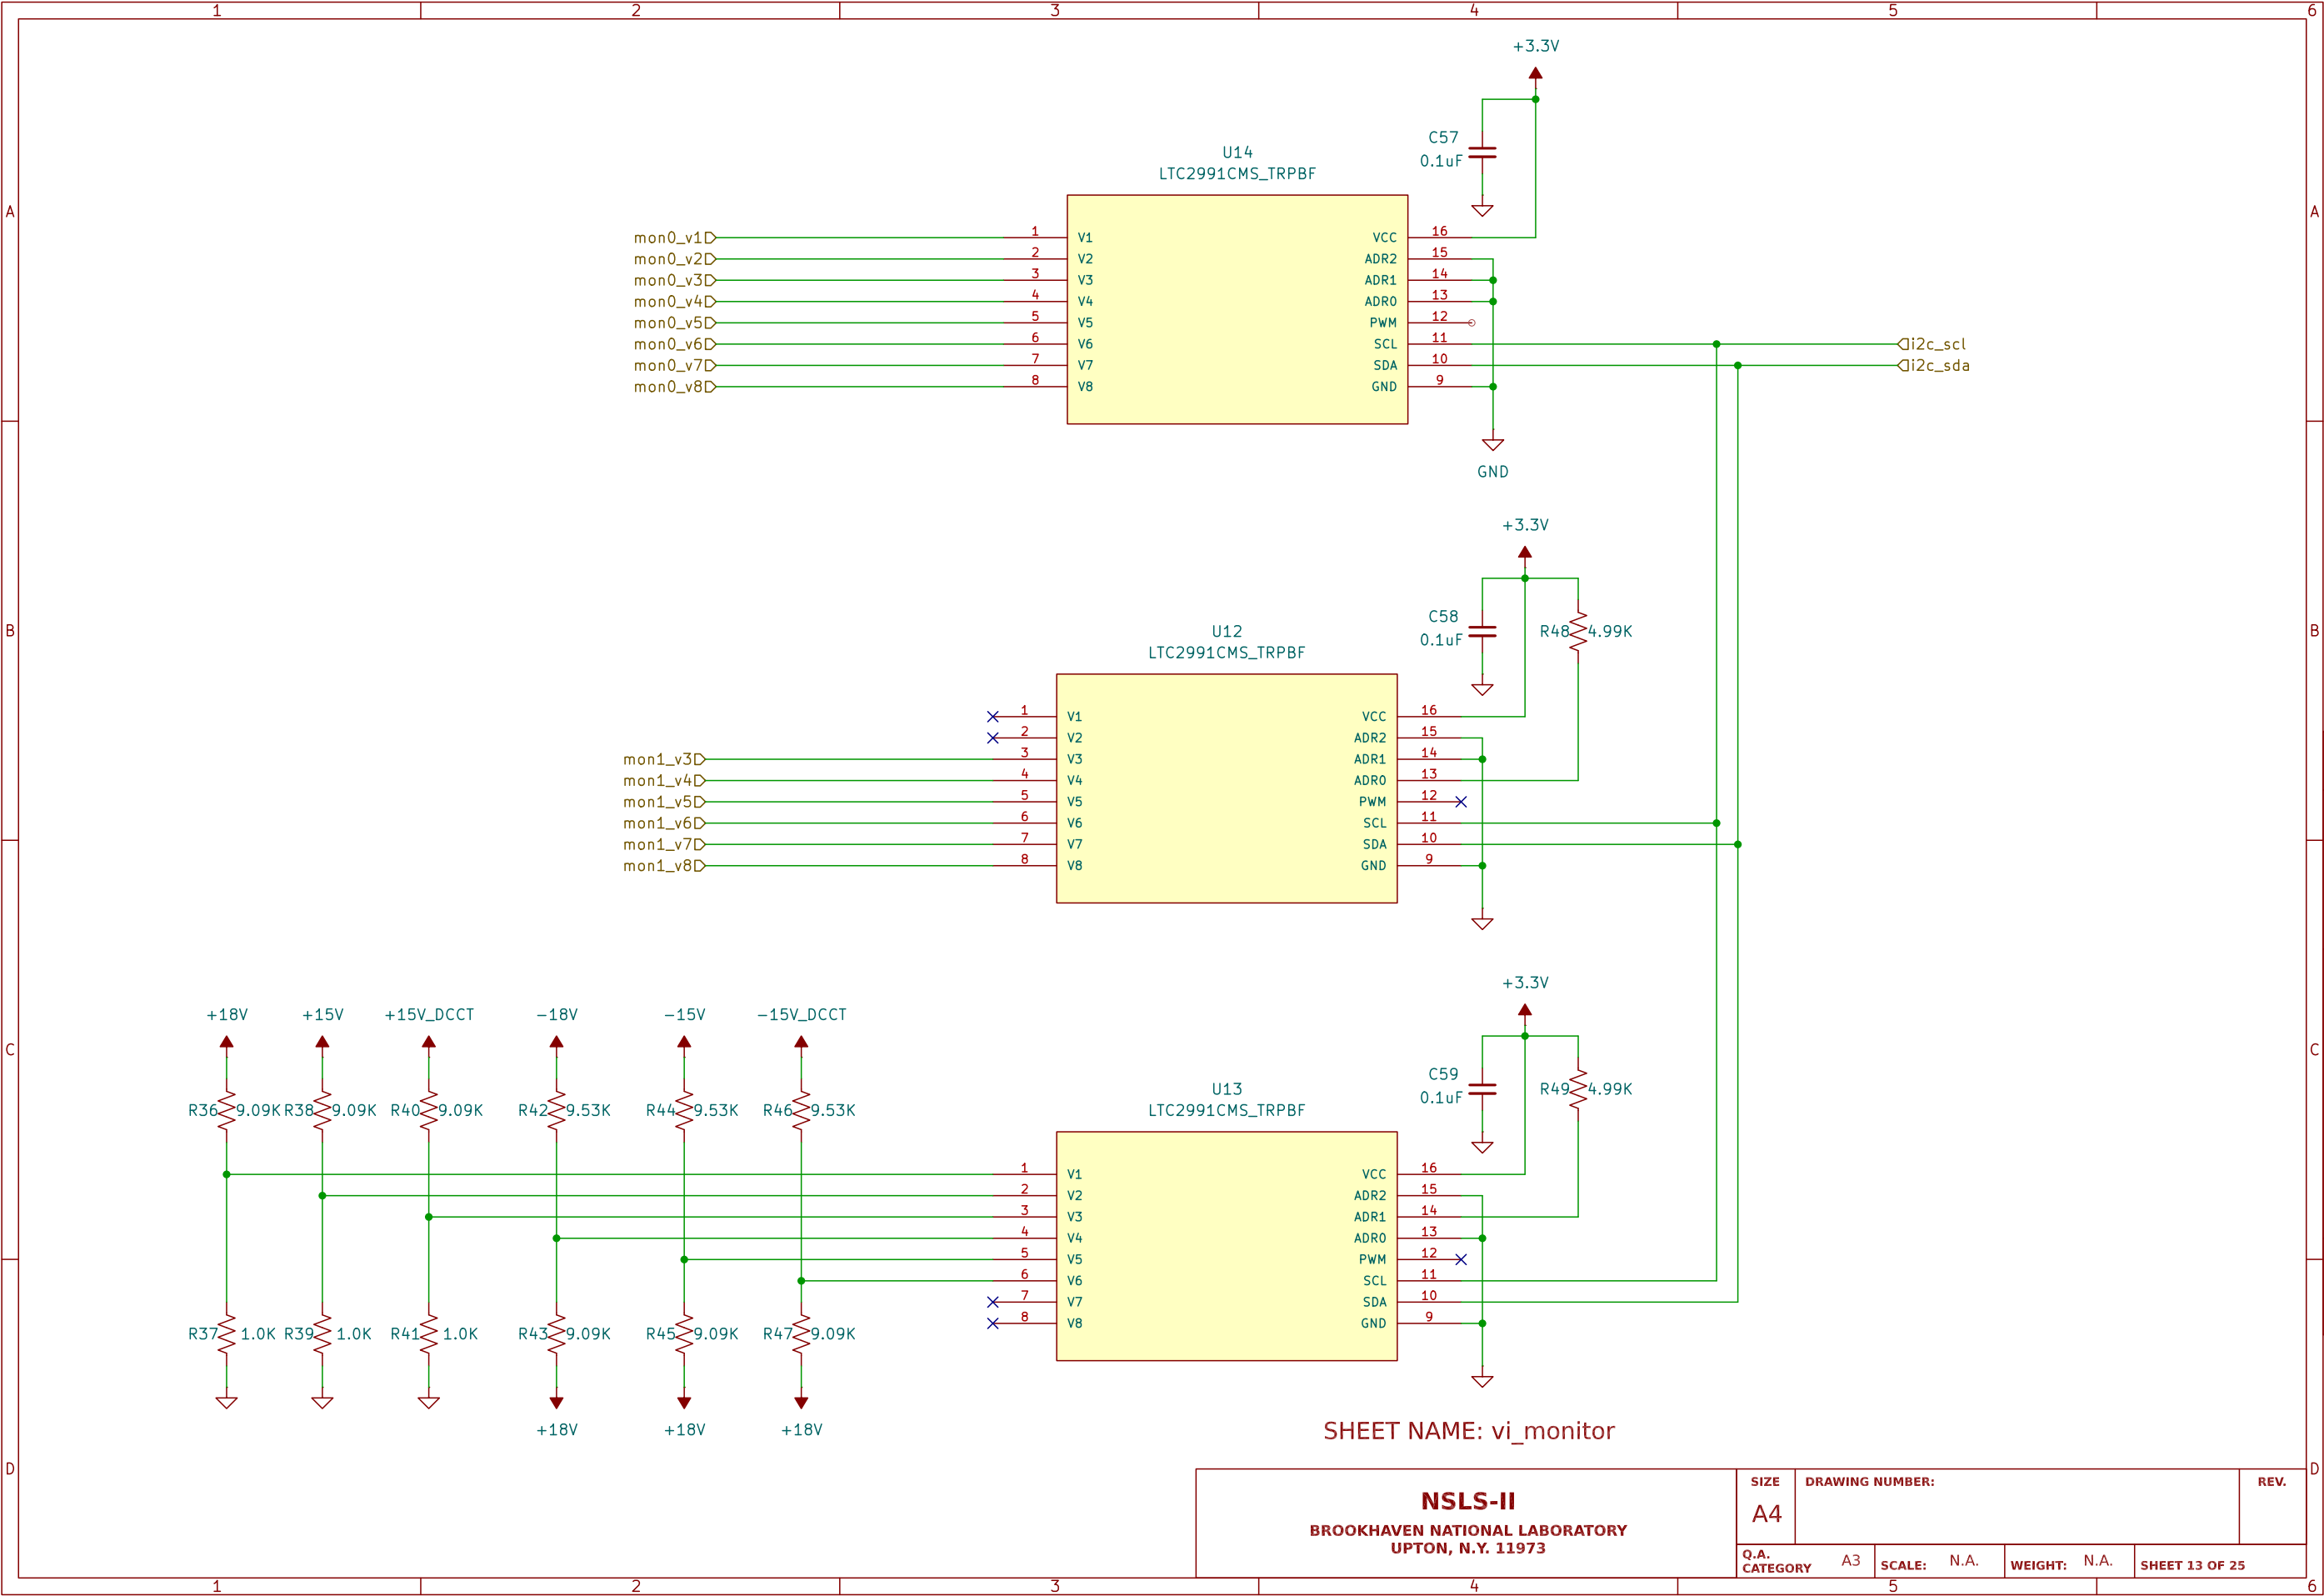 1 2 3 4 5 6
+3.3V
C57
0.1uF
U14
LTC2991CMS_TRPBF
A A
mon0_v1 1 V1 VCC 16
mon0_v2 2 V2 ADR2 15
mon0_v3 3 V3 ADR1 14
mon0_v4 4 V4 ADR0 13
mon0_v5 5 V5 PWM 12
mon0_v6 6 V6 SCL 11 i2c_scl
mon0_v7 7 V7 SDA 10 i2c_sda
mon0_v8 8 V8 GND 9
GND
+3.3V
C58
0.1uF
R48 4.99K
U12
LTC2991CMS_TRPBF
B B
1 V1 VCC 16
2 V2 ADR2 15
mon1_v3 3 V3 ADR1 14
mon1_v4 4 V4 ADR0 13
mon1_v5 5 V5 PWM 12
mon1_v6 6 V6 SCL 11
mon1_v7 7 V7 SDA 10
mon1_v8 8 V8 GND 9
+3.3V
+18V +15V +15V_DCCT -18V -15V -15V_DCCT
C C
C59
0.1uF
R49 4.99K
U13
LTC2991CMS_TRPBF
R36 9.09K R38 9.09K R40 9.09K R42 9.53K R44 9.53K R46 9.53K
1 V1 VCC 16
2 V2 ADR2 15
3 V3 ADR1 14
4 V4 ADR0 13
5 V5 PWM 12
6 V6 SCL 11
7 V7 SDA 10
8 V8 GND 9
R37 1.0K R39 1.0K R41 1.0K R43 9.09K R45 9.09K R47 9.09K
+18V +18V +18V
SHEET NAME: vi_monitor
D D
NSLS-II
BROOKHAVEN NATIONAL LABORATORY
UPTON, N.Y. 11973
SIZE
A4
DRAWING NUMBER:
REV.
Q.A.
CATEGORY A3
SCALE: N.A.
WEIGHT: N.A.
SHEET 13 OF 25
1 2 3 4 5 6